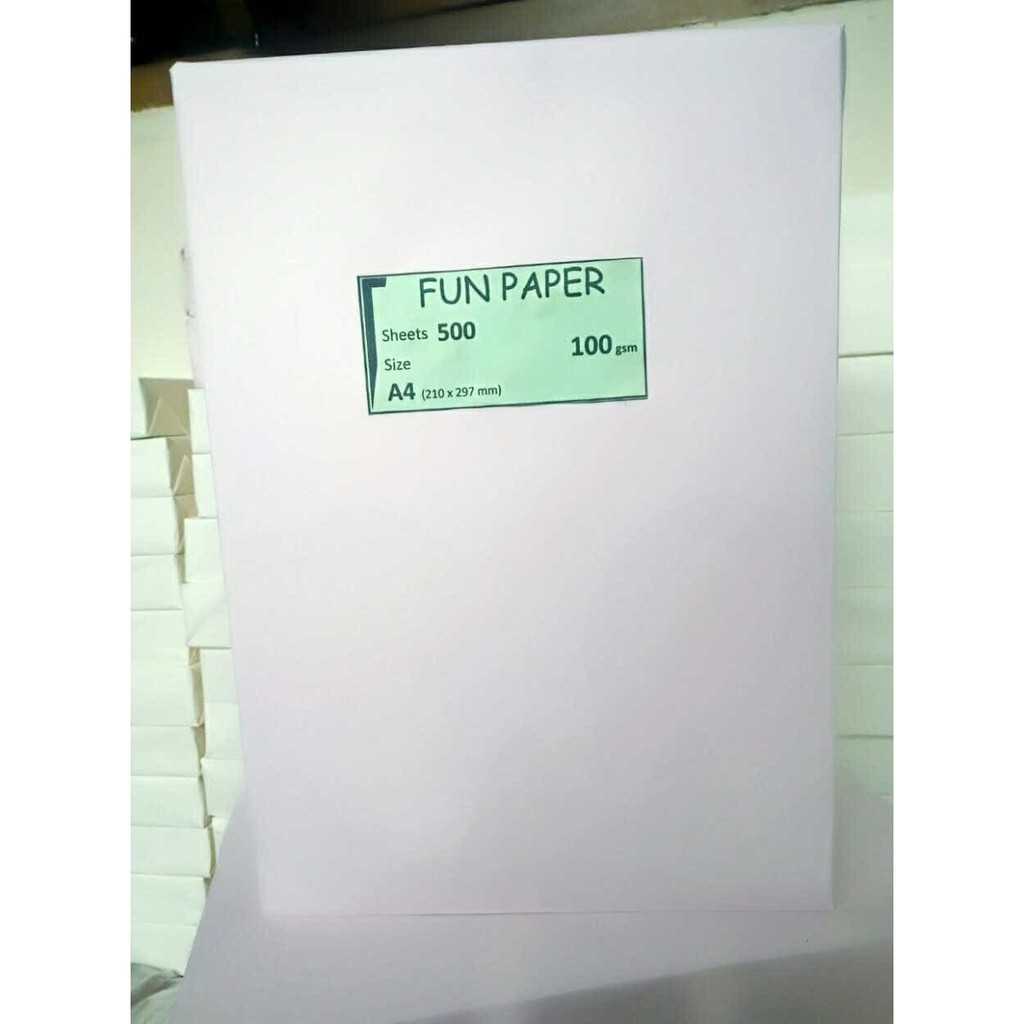 FUN PAPER
Sheets 500
100 gsm
Size
A4 (210 x 297 mm)